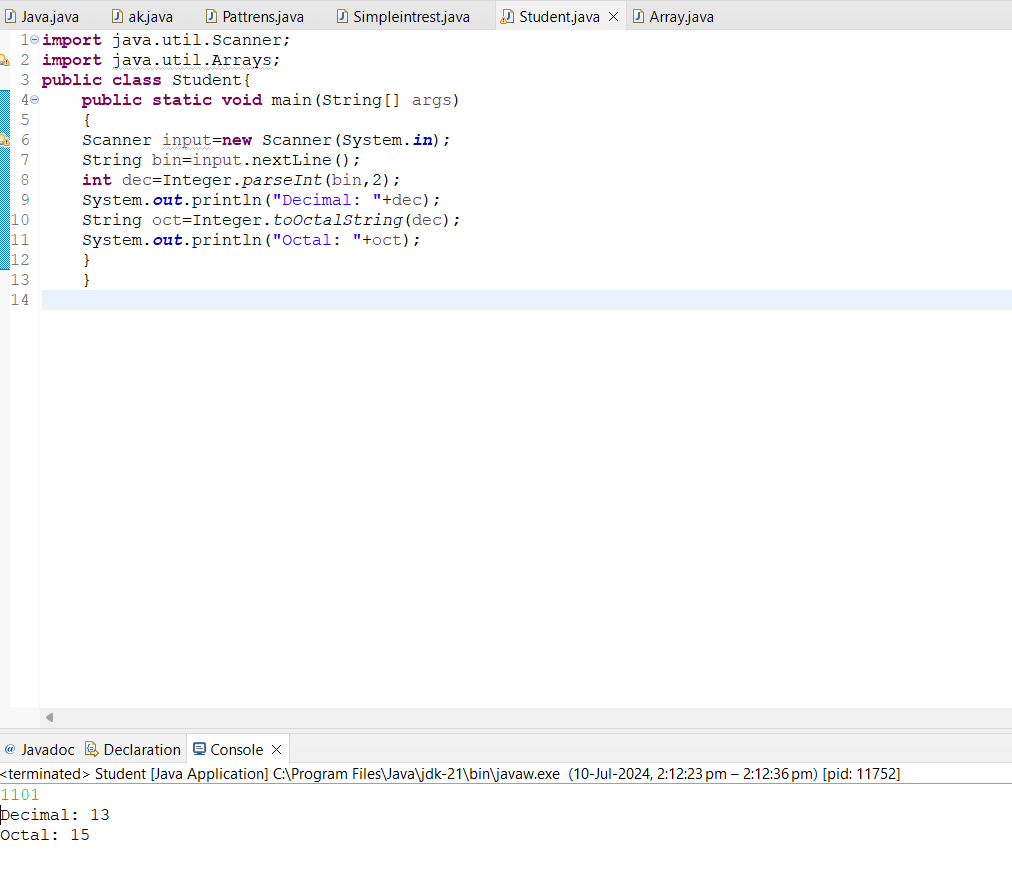 Java.java ak.java Pattrens.java Simpleintrest.java Student.java Array.java
1 import java.util.Scanner;
2 import java.util.Arrays;
3 public class Student{
4     public static void main(String[] args)
5     {
6     Scanner input=new Scanner(System.in);
7     String bin=input.nextLine();
8     int dec=Integer.parseInt(bin,2);
9     System.out.println("Decimal: "+dec);
10     String oct=Integer.toOctalString(dec);
11     System.out.println("Octal: "+oct);
12     }
13     }
14
@ Javadoc Declaration Console
<terminated> Student [Java Application] C:\Program Files\Java\jdk-21\bin\javaw.exe (10-Jul-2024, 2:12:23 pm – 2:12:36 pm) [pid: 11752]
1101
Decimal: 13
Octal: 15